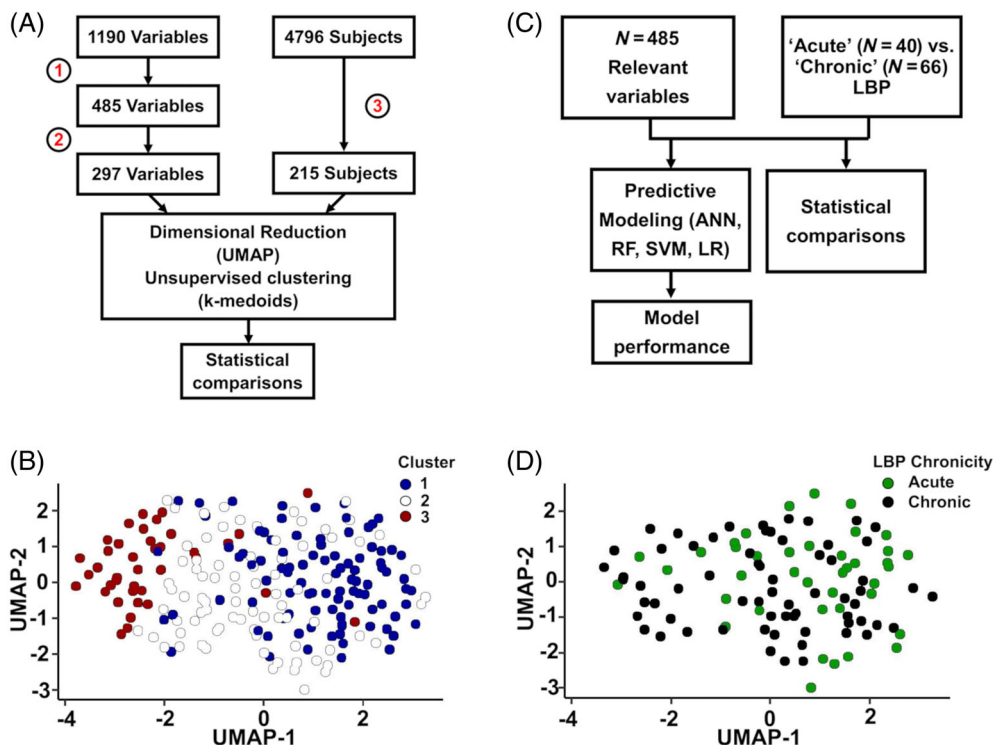 (A)
1190 Variables
4796 Subjects
1
485 Variables
3
2
297 Variables
215 Subjects
Dimensional Reduction
(UMAP)
Unsupervised clustering
(k-medoids)
Statistical
comparisons
(C)
N = 485
Relevant
variables
'Acute' (N = 40) vs.
'Chronic' (N = 66)
LBP
Predictive
Modeling (ANN,
RF, SVM, LR)
Statistical
comparisons
Model
performance
(B)
Cluster
1
2
3
UMAP-2
2
1
0
-1
-2
-3
-4
-2
0
2
UMAP-1
(D)
LBP Chronicity
Acute
Chronic
UMAP-2
2
1
0
-1
-2
-3
-4
-2
0
2
UMAP-1